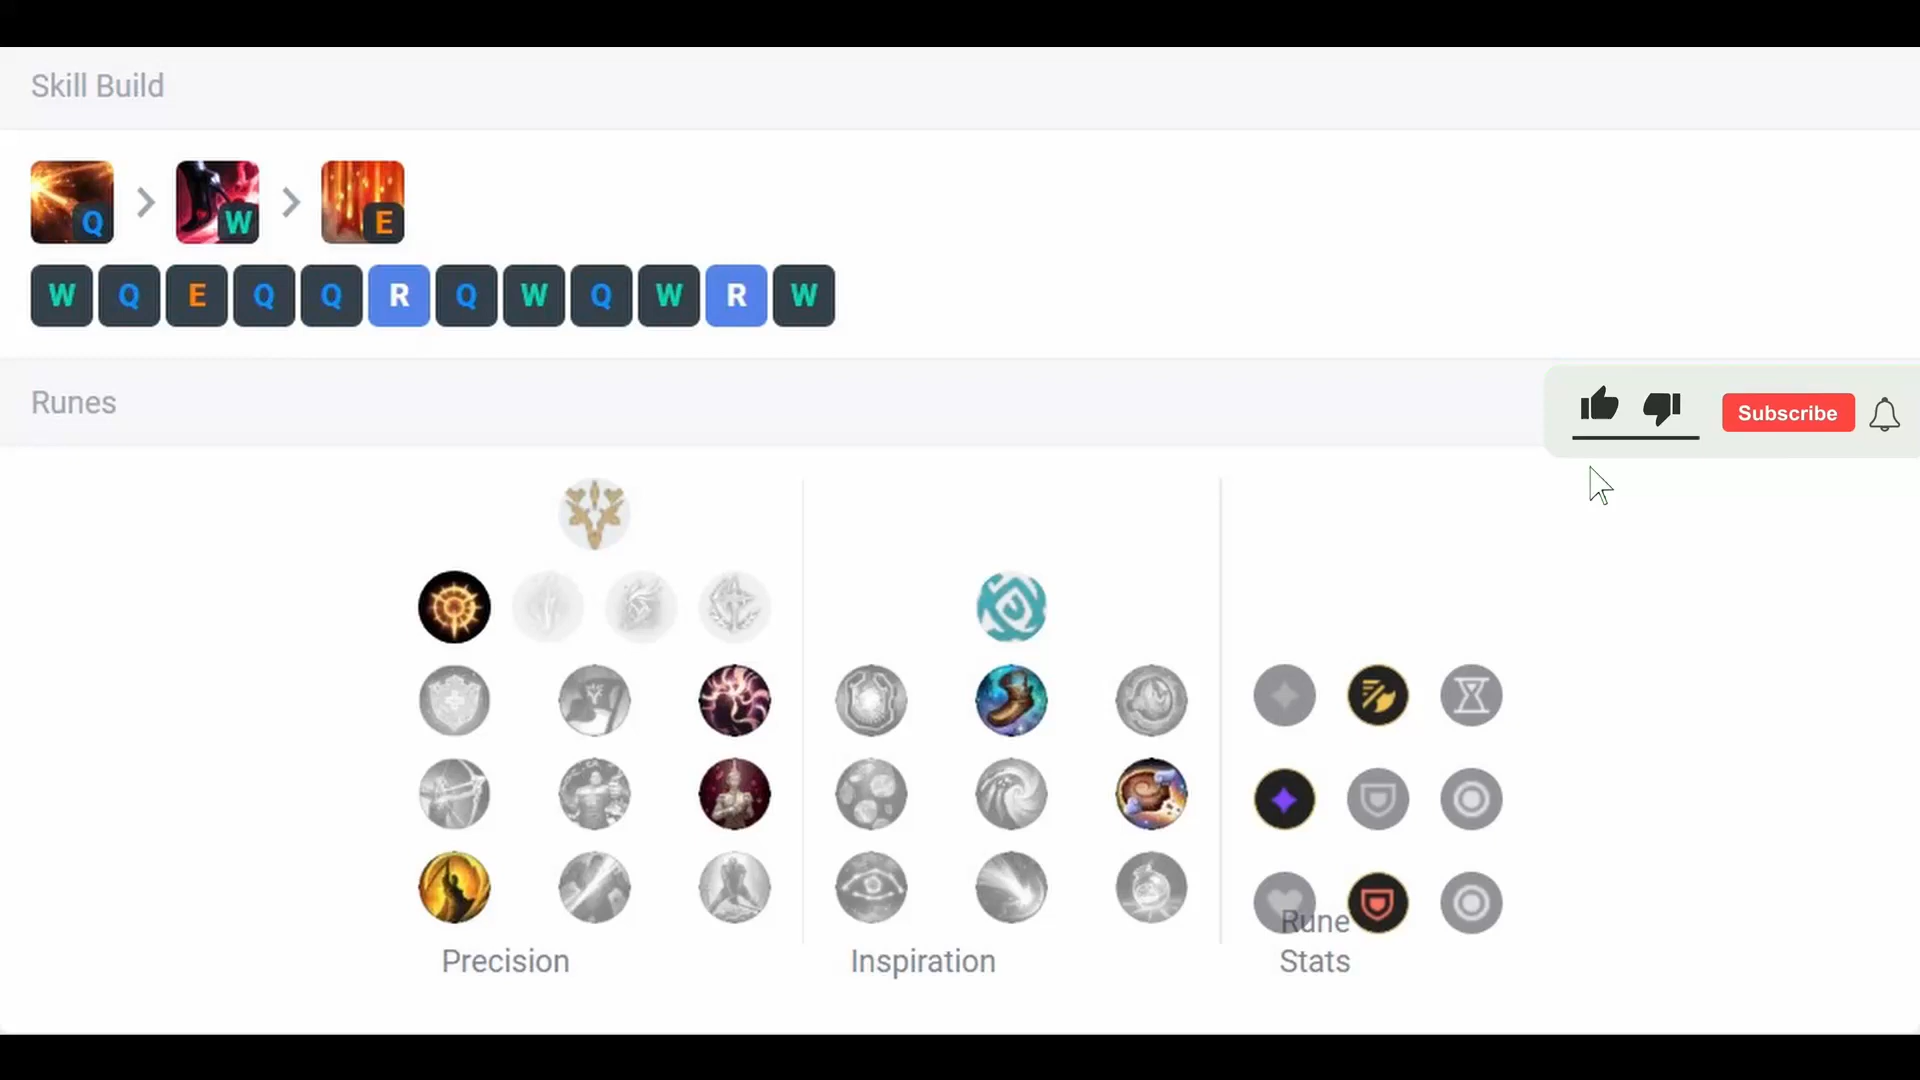 Skill Build
Q W E
W Q E Q Q R Q W Q W R W
Runes
Subscribe
Precision
Inspiration
Rune
Stats